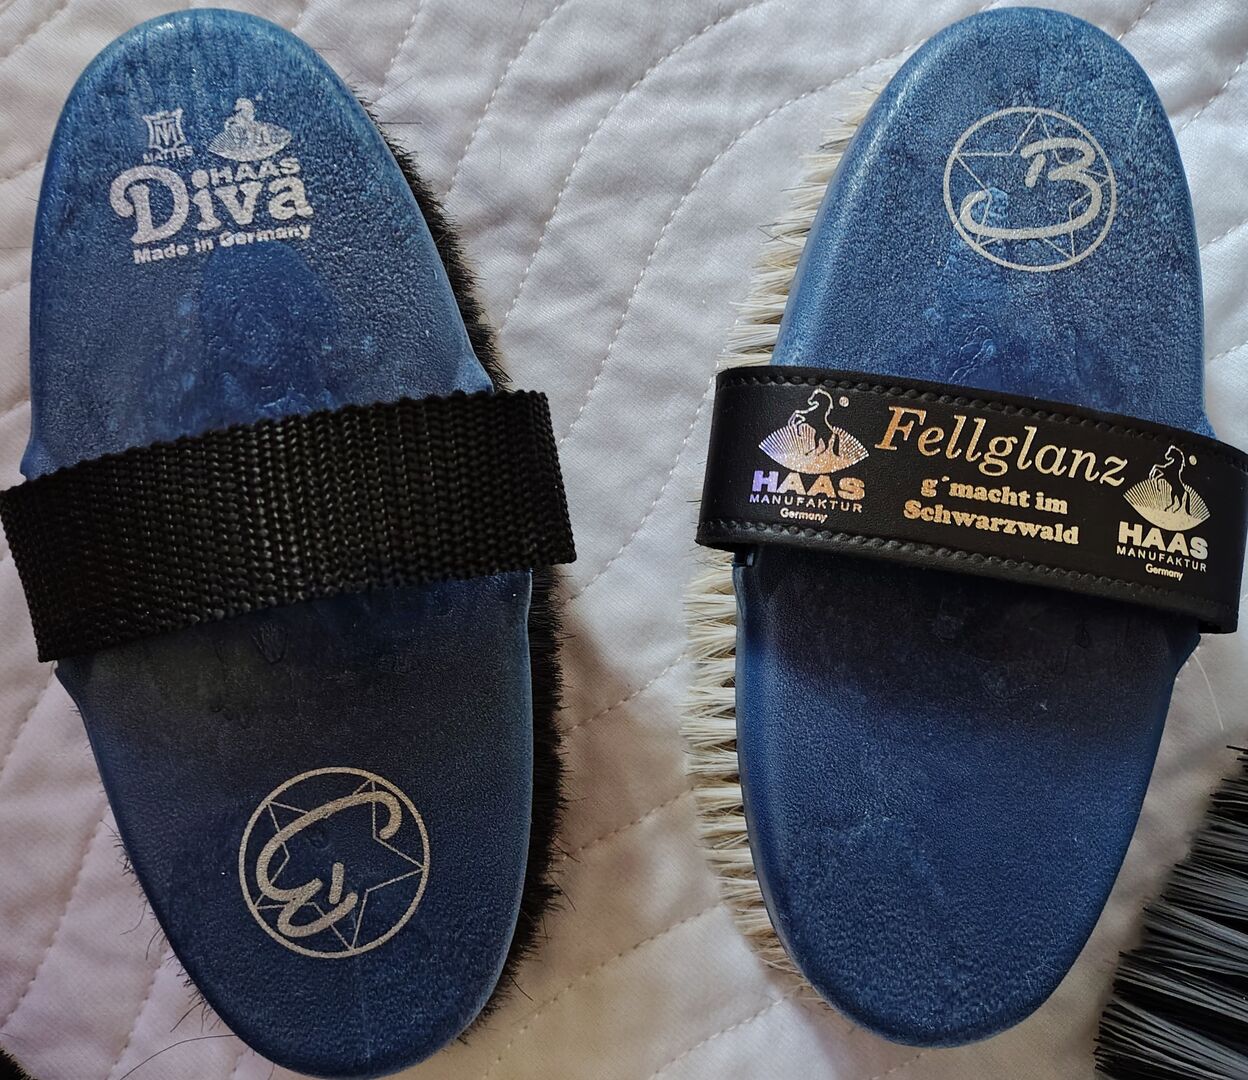 MATTES
HAAS
Diva
Made in Germany
B
B
HAAS
MANUFAKTUR
Germany
Fellglanz
g´macht im
Schwarzwald
HAAS
MANUFAKTUR
Germany